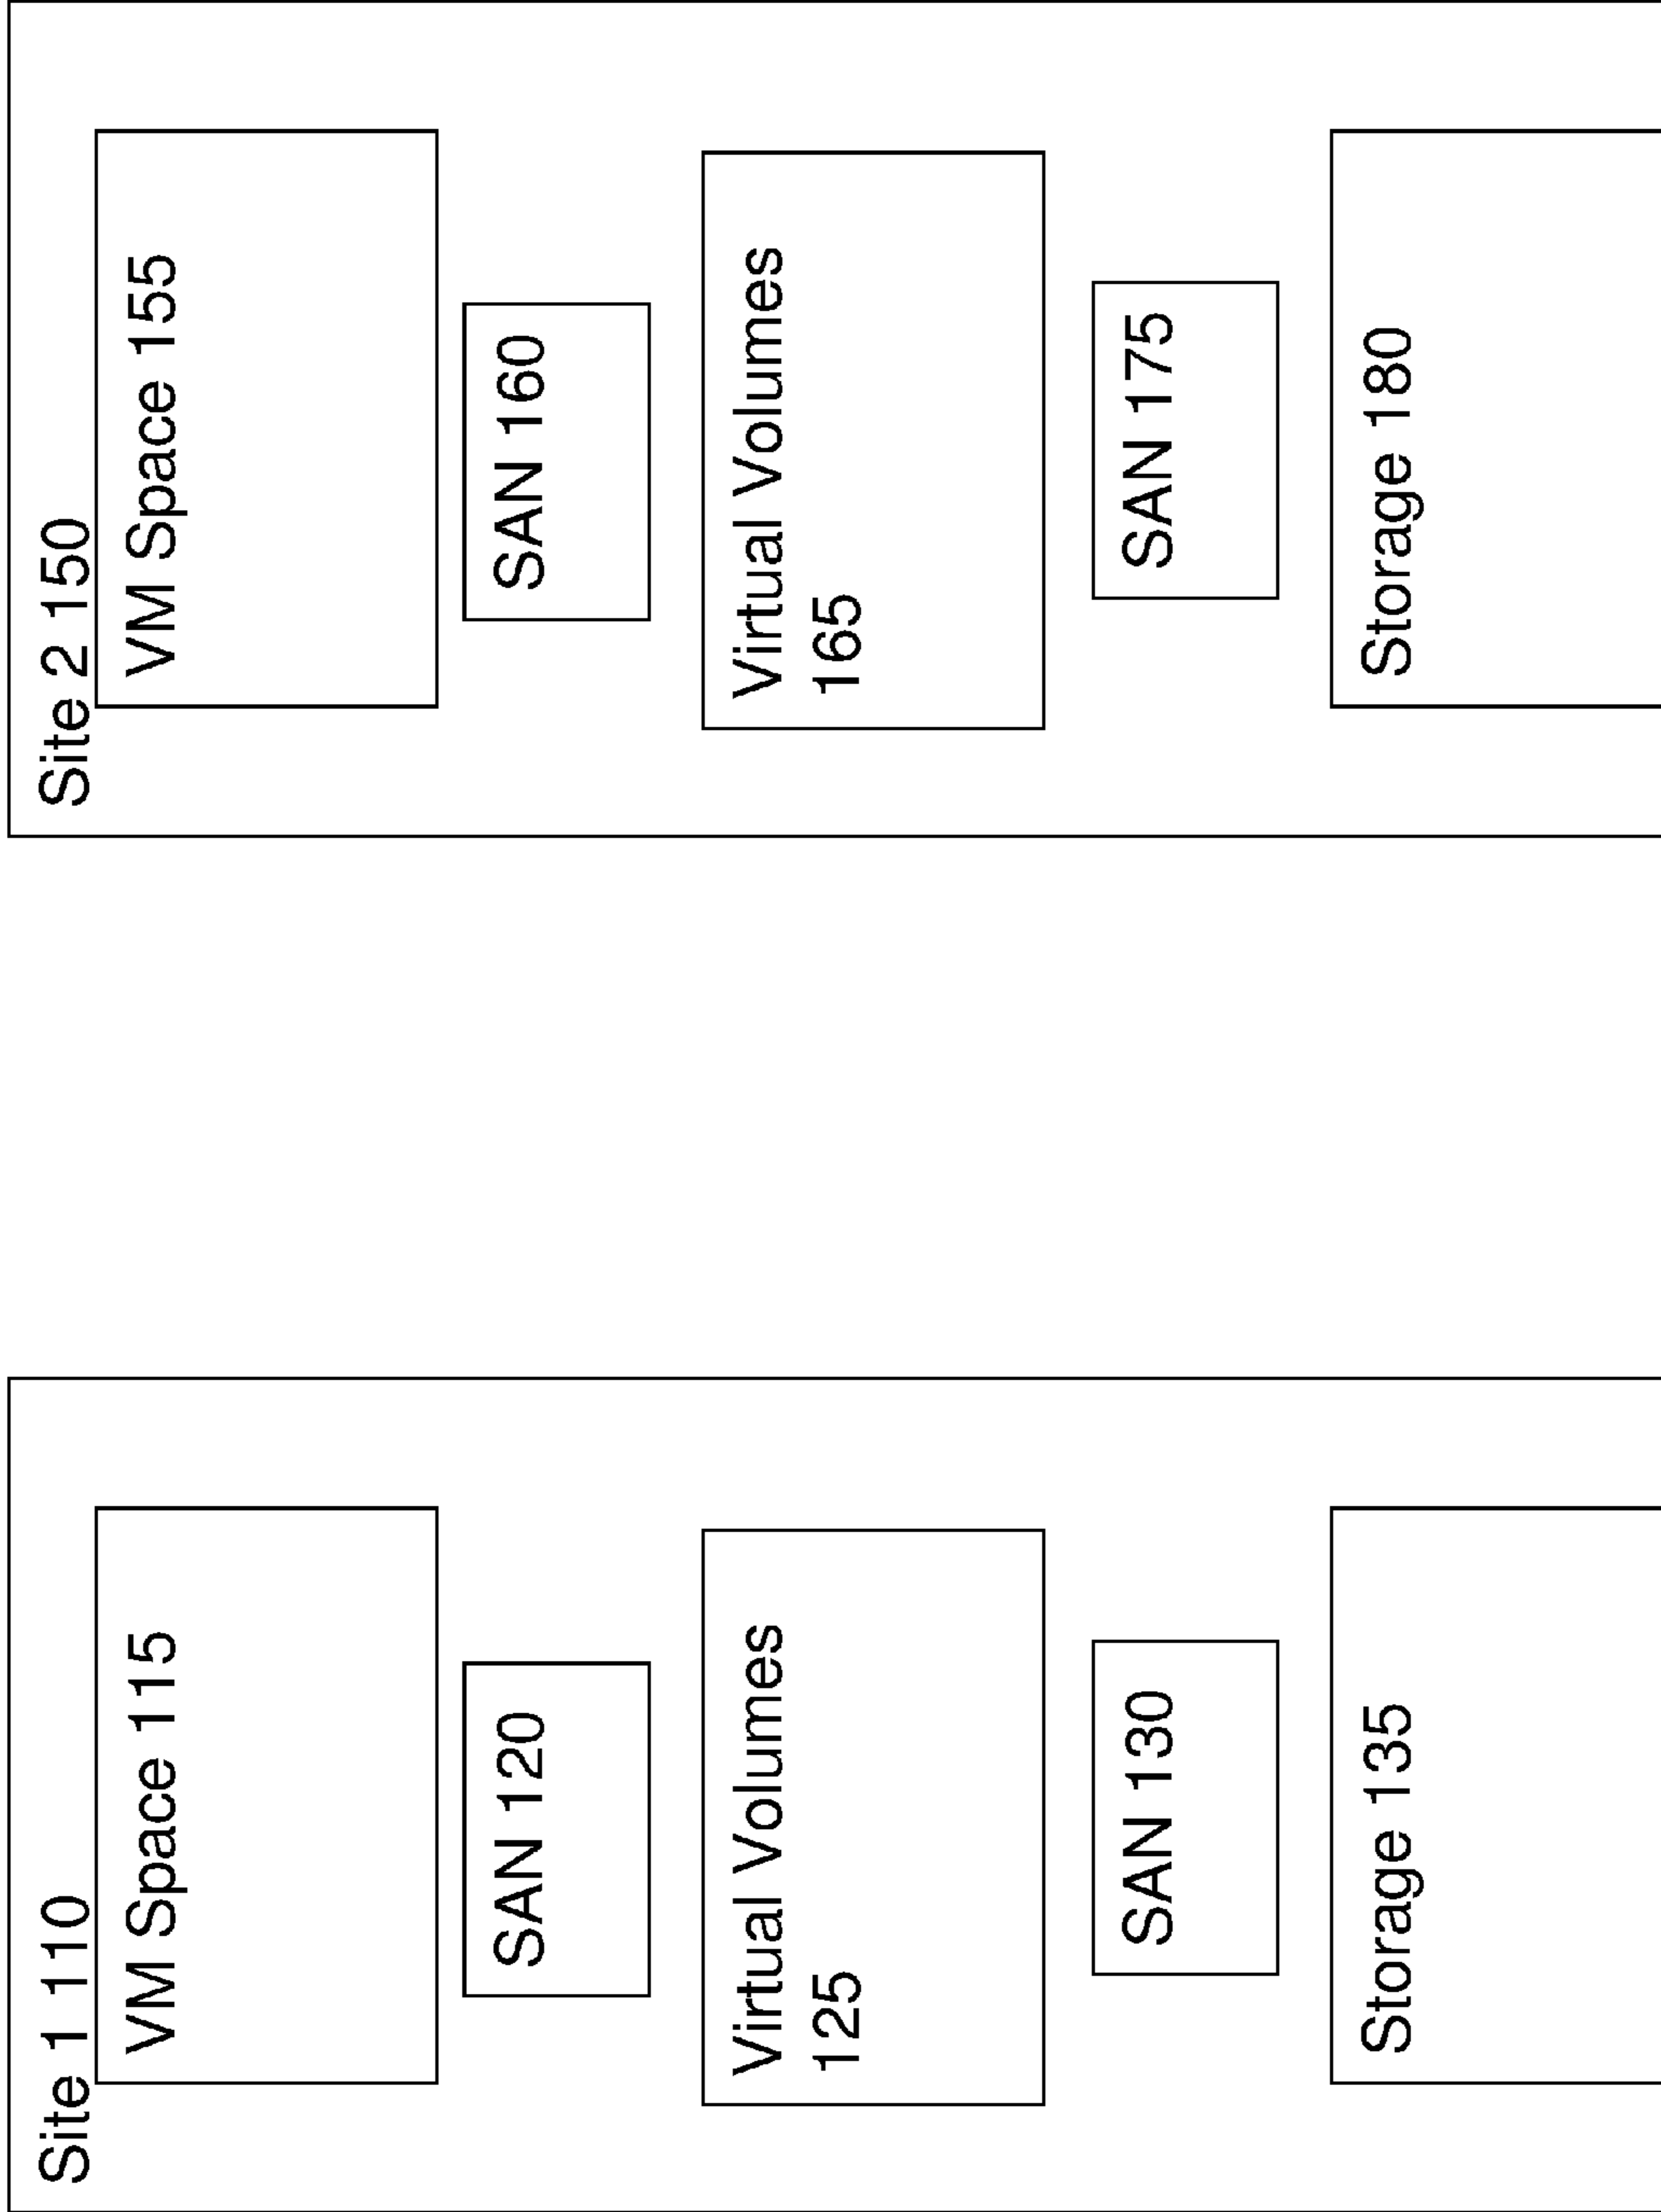 Site 1 110
VM Space 115
SAN 120
Virtual Volumes
125
SAN 130
Storage 135
Site 2 150
VM Space 155
SAN 160
Virtual Volumes
165
SAN 175
Storage 180